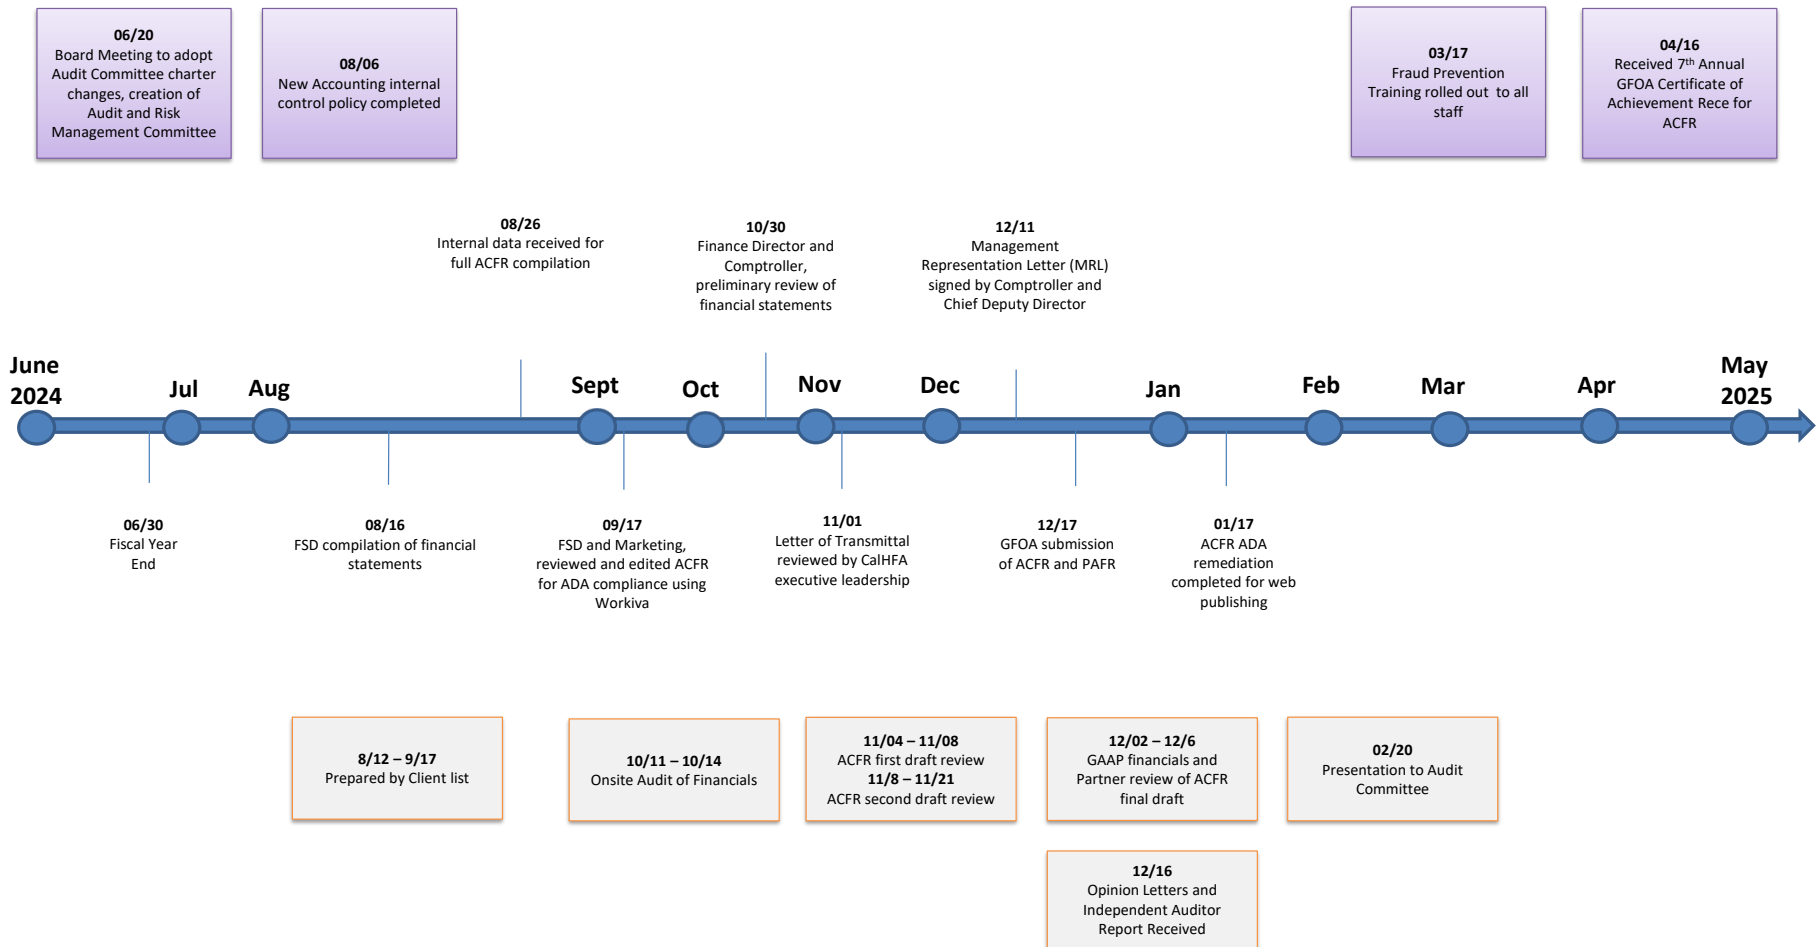 06/20
Board Meeting to adopt
Audit Committee charter
changes, creation of
Audit and Risk
Management Committee
08/06
New Accounting internal
control policy completed
03/17
Fraud Prevention
Training rolled out to all
staff
04/16
Received 7th Annual
GFOA Certificate of
Achievement Rece for
ACFR
08/26
Internal data received for
full ACFR compilation
10/30
Finance Director and
Comptroller,
preliminary review of
financial statements
12/11
Management
Representation Letter (MRL)
signed by Comptroller and
Chief Deputy Director
June
2024
Jul
Aug
Sept
Oct
Nov
Dec
Jan
Feb
Mar
Apr
May
2025
06/30
Fiscal Year
End
08/16
FSD compilation of financial
statements
09/17
FSD and Marketing,
reviewed and edited ACFR
for ADA compliance using
Workiva
11/01
Letter of Transmittal
reviewed by CalHFA
executive leadership
12/17
GFOA submission
of ACFR and PAFR
01/17
ACFR ADA
remediation
completed for web
publishing
8/12 – 9/17
Prepared by Client list
10/11 – 10/14
Onsite Audit of Financials
11/04 – 11/08
ACFR first draft review
11/8 – 11/21
ACFR second draft review
12/02 – 12/6
GAAP financials and
Partner review of ACFR
final draft
02/20
Presentation to Audit
Committee
12/16
Opinion Letters and
Independent Auditor
Report Received